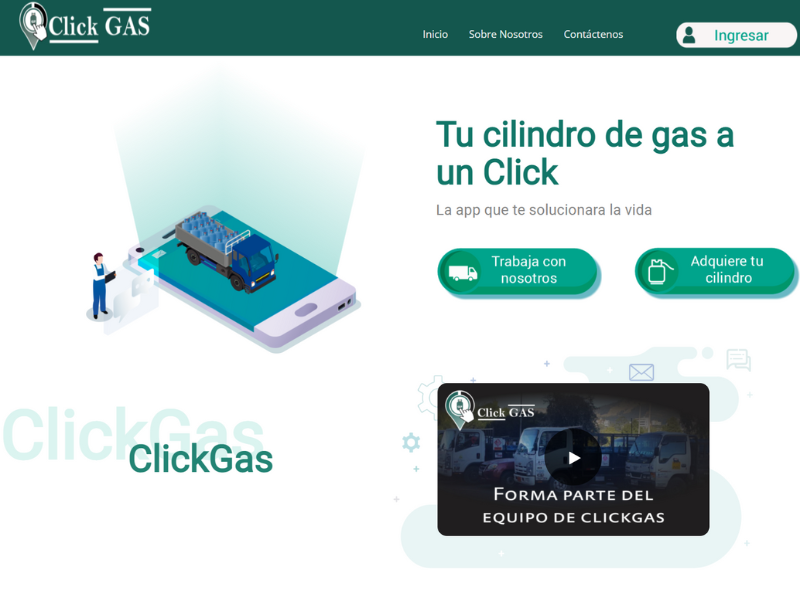 Click GAS
Inicio
Sobre Nosotros
Contáctenos
Ingresar
Tu cilindro de gas a
un Click
La app que te solucionara la vida
Trabaja con
nosotros
Adquiere tu
cilindro
ClickGas
ClickGas
Click GAS
FORMA PARTE DEL
EQUIPO DE CLICKGAS